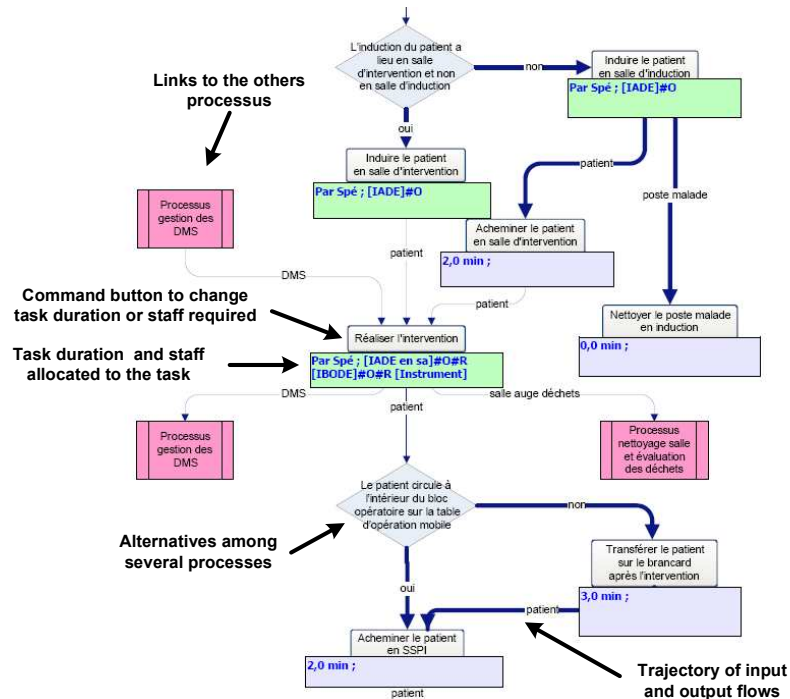 L'induction du patient a
lieu en salle
d'intervention et non
en salle d'induction
non
Induire le patient
en salle d'induction
Par Spé ; [IADE]#O
Links to the others
processus
oui
Induire le patient
en salle d'intervention
Par Spé ; [IADE]#O
patient
poste malade
Processus
gestion des
DMS
Acheminer le patient
en salle d'intervention
2,0 min ;
patient
DMS
patient
Command button to change
task duration or staff
required
Réaliser l'intervention
Nettoyer le poste malade
en induction
0,0 min ;
Task duration and staff
allocated to the task
Par Spé ; [IADE en sa]#O#R
[IBODE]#O#R [Instrument]
DMS
patient
salle auge déchets
Processus
gestion des
DMS
Processus
nettoyage salle
et évaluation
des déchets
Le patient circule à
l'intérieur du bloc
opératoire sur la table
d'opération mobile
non
Alternatives among
several processes
Transférer le patient
sur le brancard
après l'intervention
3,0 min ;
oui
patient
Acheminer le patient
en SSPI
2,0 min ;
patient
Trajectory of input
and output flows